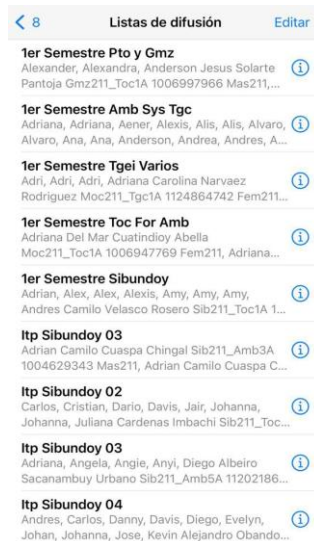 8 Listas de difusión Editar
1er Semestre Pto y Gmz
Alexander, Alexandra, Anderson Jesus Solarte
Pantoja Gmz211_Toc1A 1006997966 Mas211,...
1er Semestre Amb Sys Tgc
Adriana, Adriana, Aener, Alexis, Alis, Alis, Alvaro,
Alvaro, Ana, Ana, Anderson, Andrea, Andres, A...
1er Semestre Tgei Varios
Adri, Adri, Adri, Adriana Carolina Narvaez
Rodriguez Moc211_Tgc1A 1124864742 Fem211...
1er Semestre Toc For Amb
Adriana Del Mar Cuatindioy Abella
Moc211_Toc1A 1006947769 Fem211, Adriana...
1er Semestre Sibundoy
Adrian, Alex, Alex, Alexis, Amy, Amy, Amy,
Andres Camilo Velasco Rosero Sib211_Toc1A 1...
Itp Sibundoy 03
Adrian Camilo Cuaspa Chingal Sib211_Amb3A
1004629343 Mas211, Adrian Camilo Cuaspa C...
Itp Sibundoy 02
Carlos, Cristian, Dario, Davis, Jair, Johanna,
Johanna, Juliana Cardenas Imbachi Sib211_Toc...
Itp Sibundoy 03
Adriana, Angela, Angie, Anyi, Diego Albeiro
Sacanambuy Urbano Sib211_Amb5A 11202186...
Itp Sibundoy 04
Andres, Carlos, Danny, Davis, Diego, Evelyn,
Johan, Johanna, Jose, Kevin Alejandro Obando...